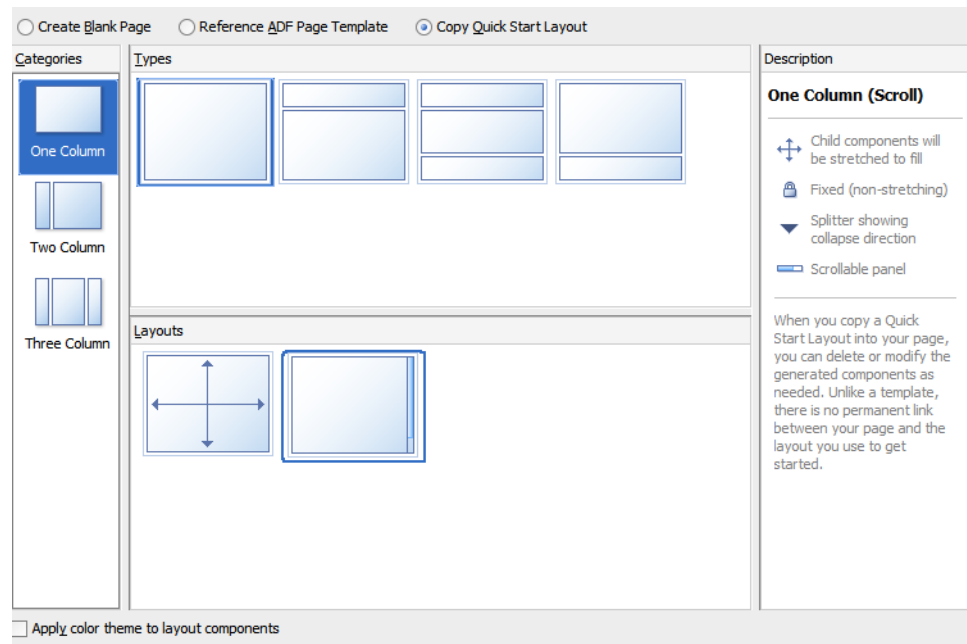 Create Blank Page Reference ADF Page Template Copy Quick Start Layout
Categories
One Column
Two Column
Three Column
Types
Layouts
Description
One Column (Scroll)
Child components will
be stretched to fill
Fixed (non-stretching)
Splitter showing
collapse direction
Scrollable panel
When you copy a Quick
Start Layout into your page,
you can delete or modify the
generated components as
needed. Unlike a template,
there is no permanent link
between your page and the
layout you use to get
started.
Apply color theme to layout components